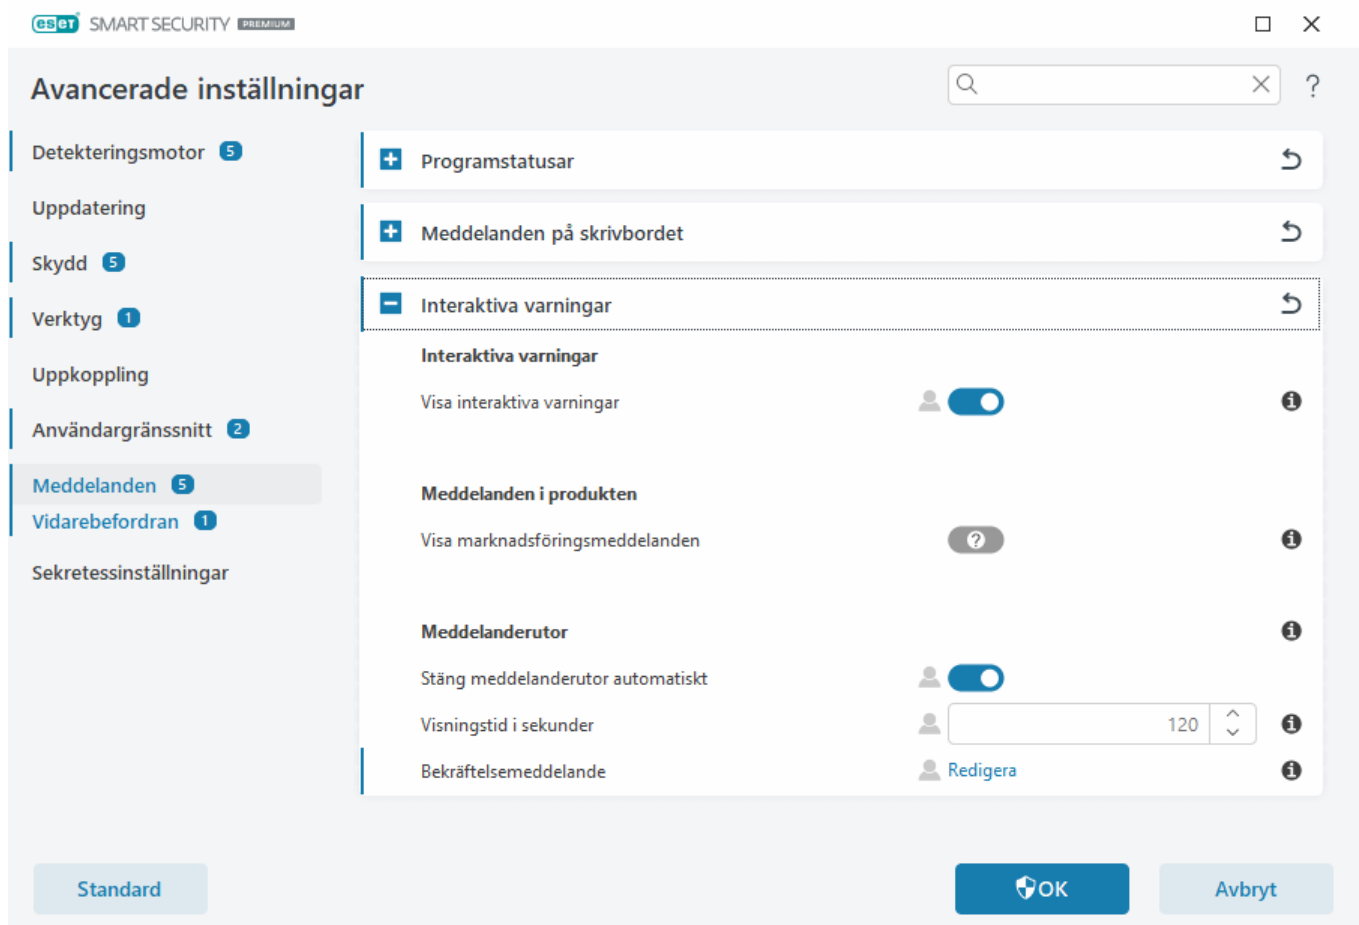 eset SMART SECURITY PREMIUM
Avancerade inställningar
?
Detekteringsmotor 5
Uppdatering
Skydd 5
Verktyg 1
Uppkoppling
Användargränssnitt 2
Meddelanden 5
Vidarebefordran 1
Sekretessinställningar
Programstatusar
Meddelanden på skrivbordet
Interaktiva varningar
Interaktiva varningar
Visa interaktiva varningar
Meddelanden i produkten
Visa marknadsföringsmeddelanden ?
Meddelanderutor
Stäng meddelanderutor automatiskt
Visningstid i sekunder 120
Bekräftelsemeddelande Redigera
Standard
OK
Avbryt